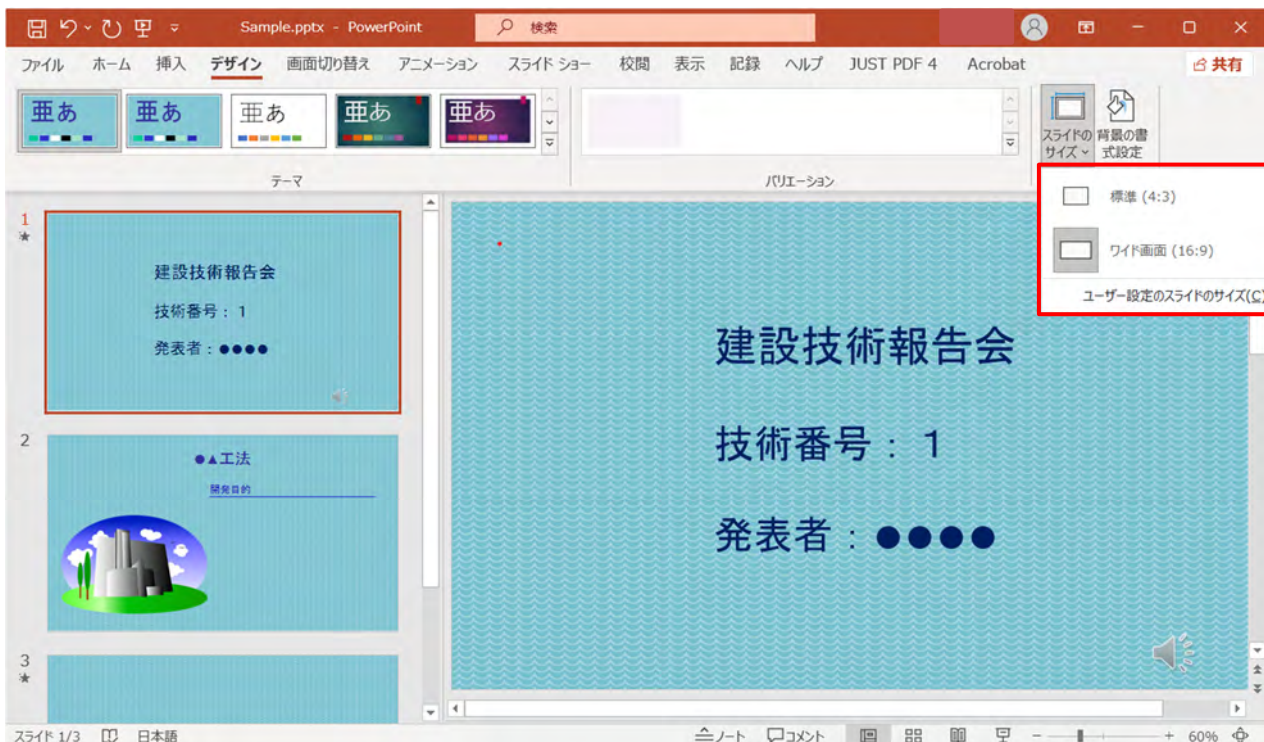 Sample.pptx - PowerPoint
検索
ファイル ホーム 挿入 デザイン 画面切り替え アニメーション スライド ショー 校閲 表示 記録 ヘルプ JUST PDF 4 Acrobat 共有
亜あ 亜あ 亜あ 亜あ 亜あ
スライドの サイズ
背景の書 式設定
テーマ
バリエーション
標準 (4:3)
ワイド画面 (16:9)
ユーザー設定のスライドのサイズ(C)
1
建設技術報告会
技術番号：1
発表者：●●●●
2
●▲工法
開発目的
3
建設技術報告会
技術番号：1
発表者：●●●●
スライド 1/3 日本語 ノート コメント 60%